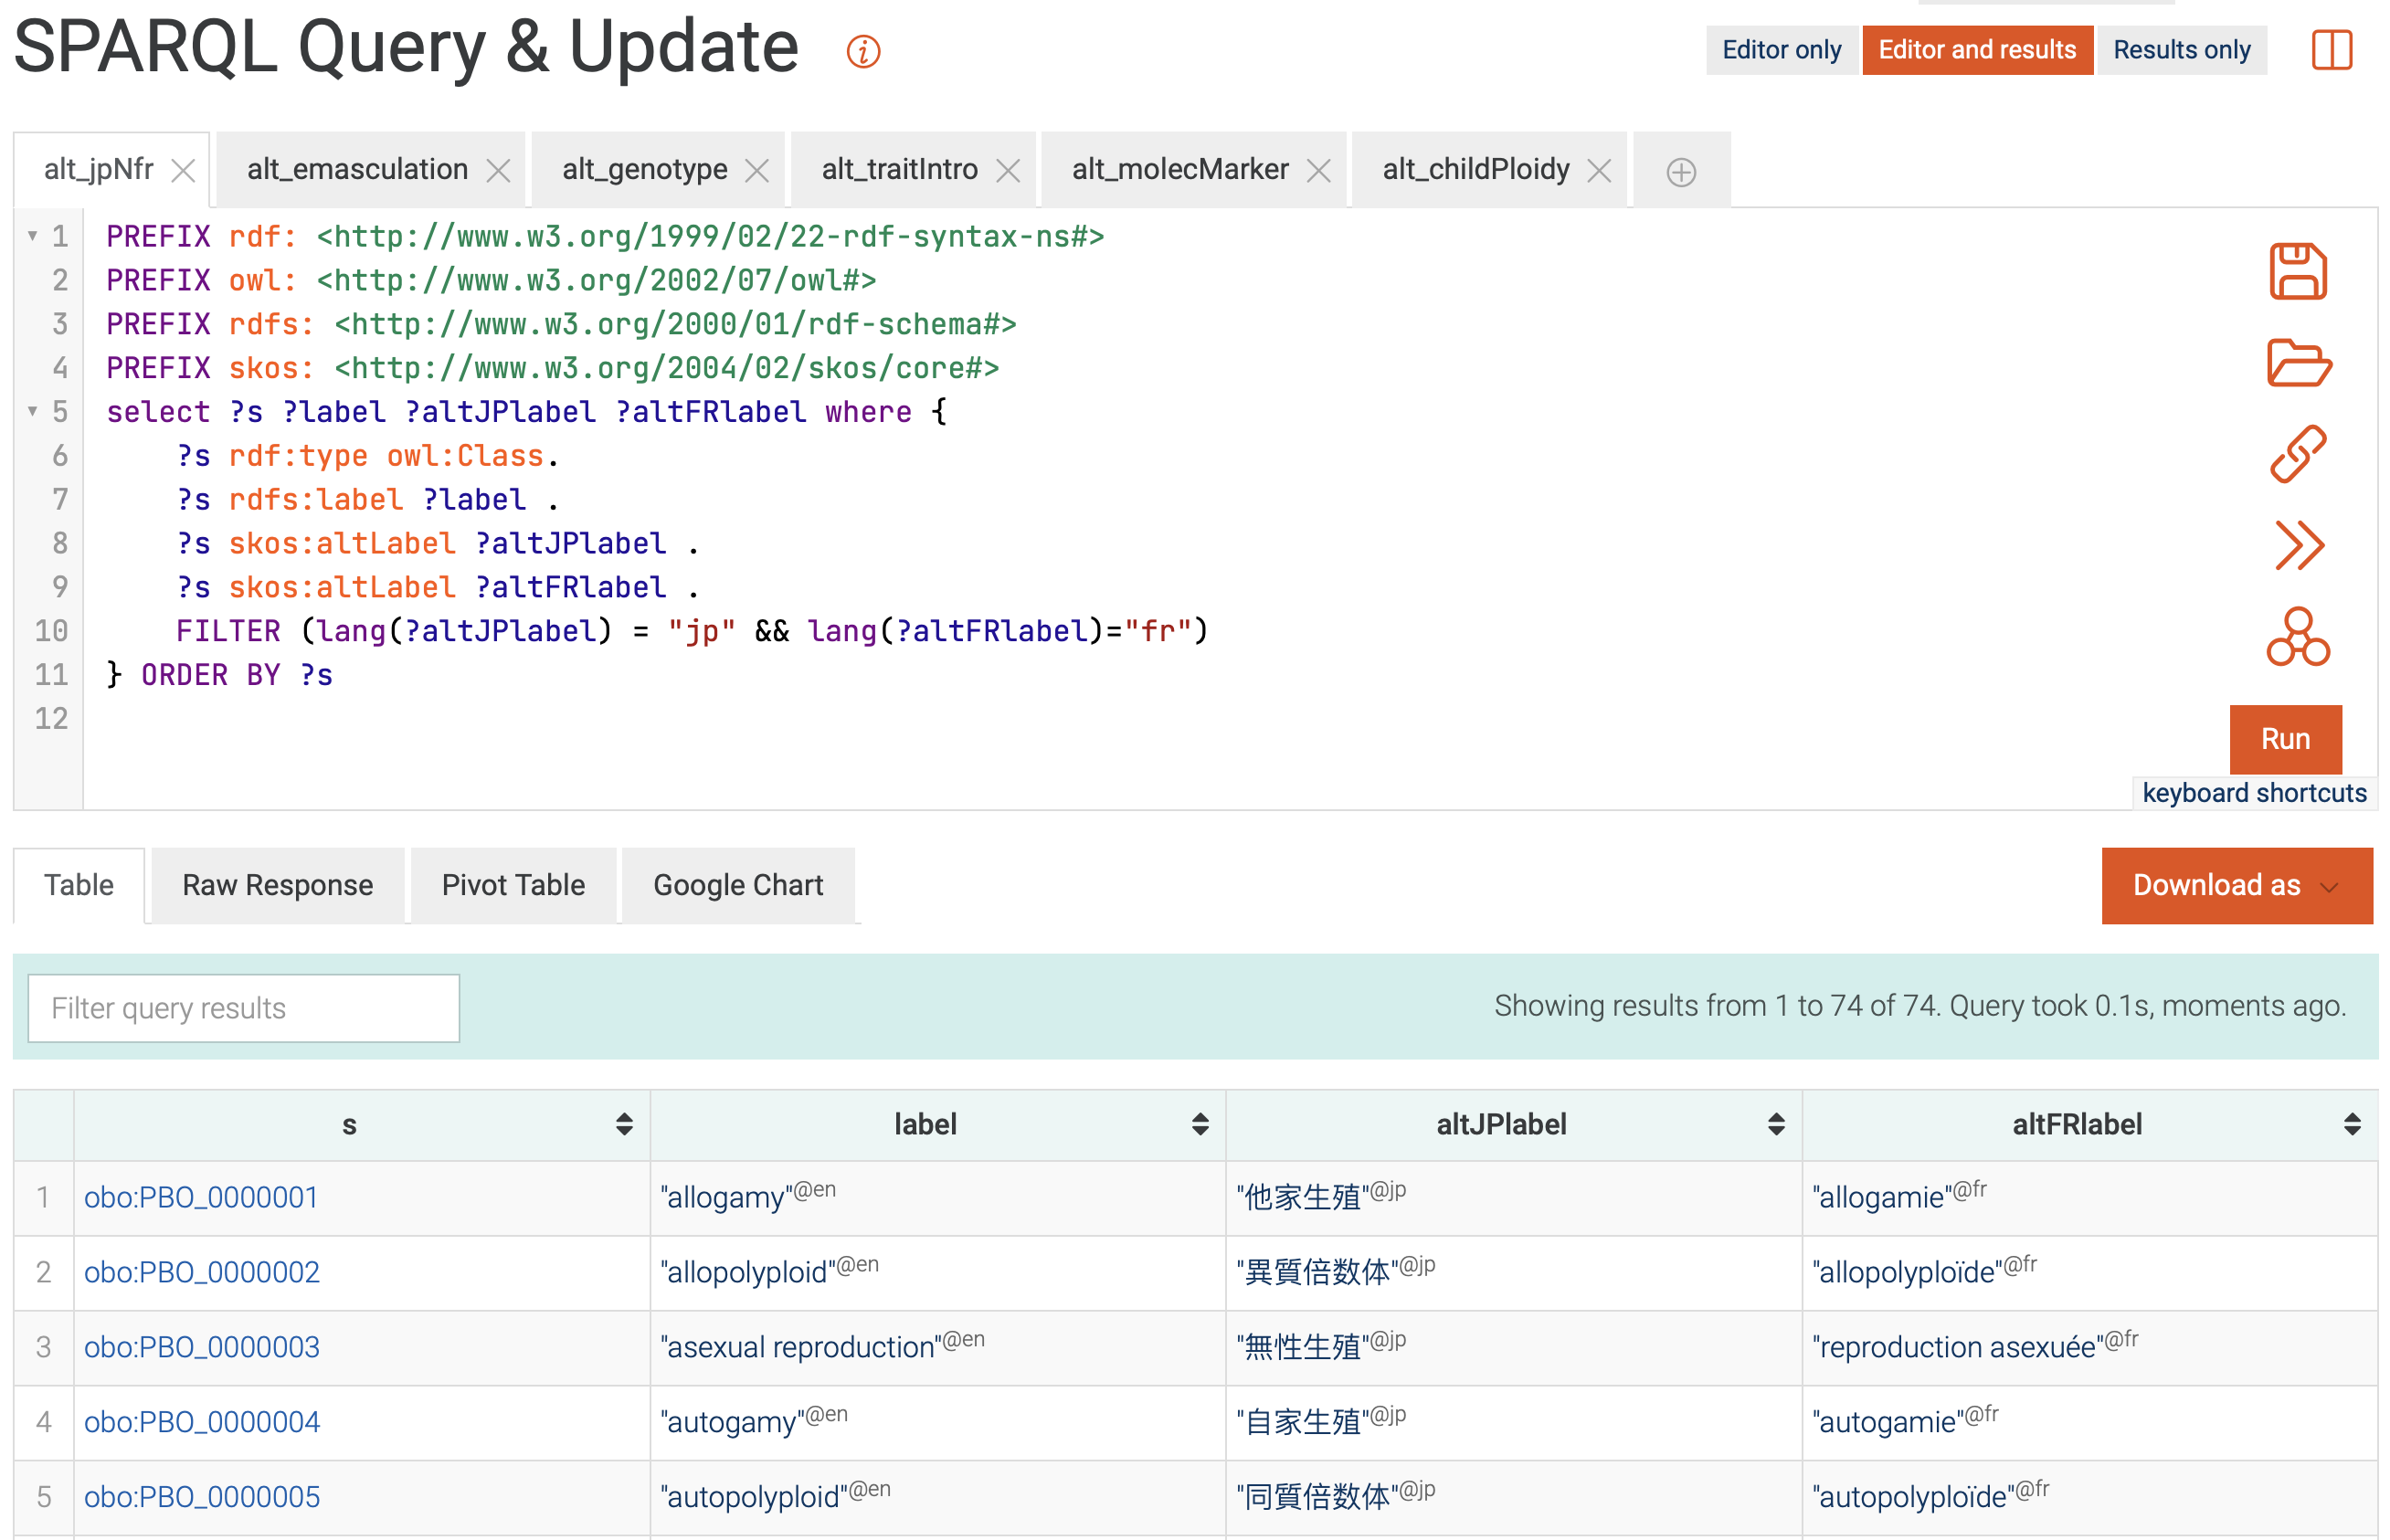 SPARQL Query & Update
Editor only Editor and results Results only
alt_jpNfr alt_emasculation alt_genotype alt_traitIntro alt_molecMarker alt_childPloidy
1 PREFIX rdf: <http://www.w3.org/1999/02/22-rdf-syntax-ns#>
2 PREFIX owl: <http://www.w3.org/2002/07/owl#>
3 PREFIX rdfs: <http://www.w3.org/2000/01/rdf-schema#>
4 PREFIX skos: <http://www.w3.org/2004/02/skos/core#>
5 select ?s ?label ?altJPlabel ?altFRlabel where {
6 ?s rdf:type owl:Class.
7 ?s rdfs:label ?label .
8 ?s skos:altLabel ?altJPlabel .
9 ?s skos:altLabel ?altFRlabel .
10 FILTER (lang(?altJPlabel) = "jp" && lang(?altFRlabel)="fr")
11 } ORDER BY ?s
12
Run
keyboard shortcuts
Table Raw Response Pivot Table Google Chart Download as
Filter query results Showing results from 1 to 74 of 74. Query took 0.1s, moments ago.
s label altJPlabel altFRlabel
1 obo:PBO_0000001 "allogamy"@en "他家生殖"@jp "allogamie"@fr
2 obo:PBO_0000002 "allopolyploid"@en "異質倍数体"@jp "allopolyploïde"@fr
3 obo:PBO_0000003 "asexual reproduction"@en "無性生殖"@jp "reproduction asexuée"@fr
4 obo:PBO_0000004 "autogamy"@en "自家生殖"@jp "autogamie"@fr
5 obo:PBO_0000005 "autopolyploid"@en "同質倍数体"@jp "autopolyploïde"@fr